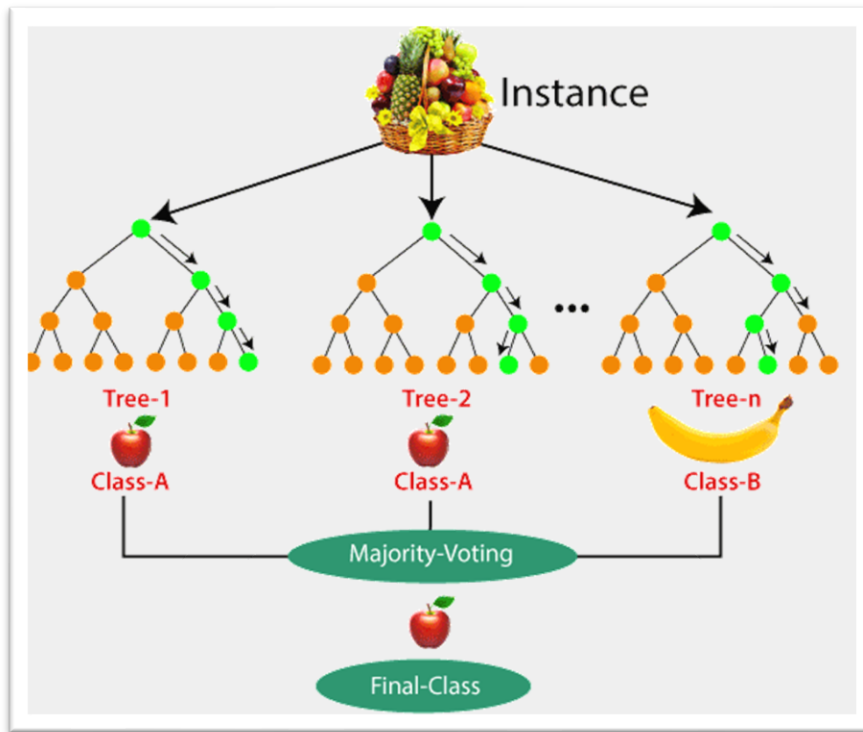 Instance
...
Tree-1
Tree-2
Tree-n
Class-A
Class-A
Class-B
Majority-Voting
Final-Class